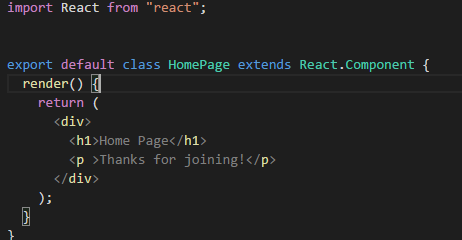 import React from "react";
export default class HomePage extends React.Component {
render() {
return (
<div>
<h1>Home Page</h1>
<p >Thanks for joining!</p>
</div>
);
}
}